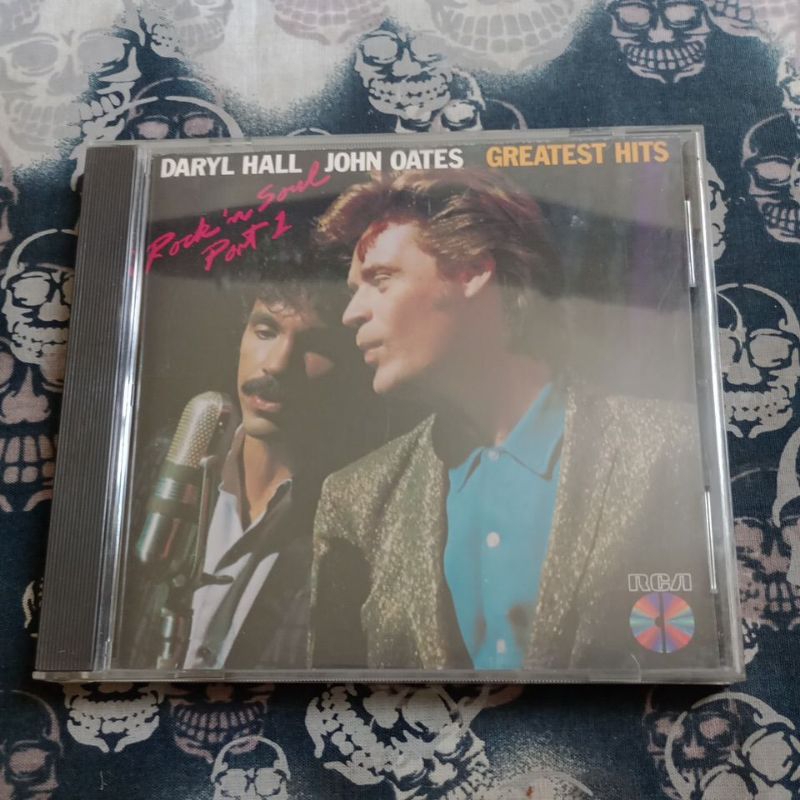 DARYL HALL JOHN OATES GREATEST HITS
Rock 'n Soul
Part 1
RCA